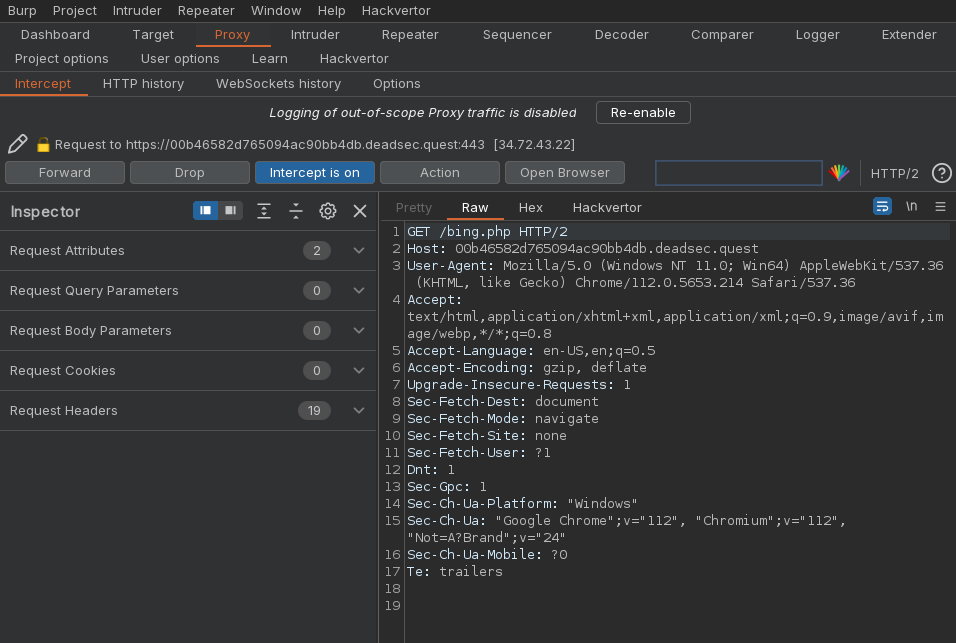 Burp Project Intruder Repeater Window Help Hackvertor
Dashboard Target Proxy Intruder Repeater Sequencer Decoder Comparer Logger Extender
Project options User options Learn Hackvertor
Intercept HTTP history WebSockets history Options
Logging of out-of-scope Proxy traffic is disabled Re-enable
Request to https://00b46582d765094ac90bb4db.deadsec.quest:443 [34.72.43.22]
Forward Drop Intercept is on Action Open Browser HTTP/2 ?
Inspector
Request Attributes 2
Request Query Parameters 0
Request Body Parameters 0
Request Cookies 0
Request Headers 19
Pretty Raw Hex Hackvertor \n
1 GET /bing.php HTTP/2
2 Host: 00b46582d765094ac90bb4db.deadsec.quest
3 User-Agent: Mozilla/5.0 (Windows NT 11.0; Win64) AppleWebKit/537.36
(KHTML, like Gecko) Chrome/112.0.5653.214 Safari/537.36
4 Accept:
text/html,application/xhtml+xml,application/xml;q=0.9,image/avif,im
age/webp,*/*;q=0.8
5 Accept-Language: en-US,en;q=0.5
6 Accept-Encoding: gzip, deflate
7 Upgrade-Insecure-Requests: 1
8 Sec-Fetch-Dest: document
9 Sec-Fetch-Mode: navigate
10 Sec-Fetch-Site: none
11 Sec-Fetch-User: ?1
12 Dnt: 1
13 Sec-Gpc: 1
14 Sec-Ch-Ua-Platform: "Windows"
15 Sec-Ch-Ua: "Google Chrome";v="112", "Chromium";v="112",
"Not=A?Brand";v="24"
16 Sec-Ch-Ua-Mobile: ?0
17 Te: trailers
18
19